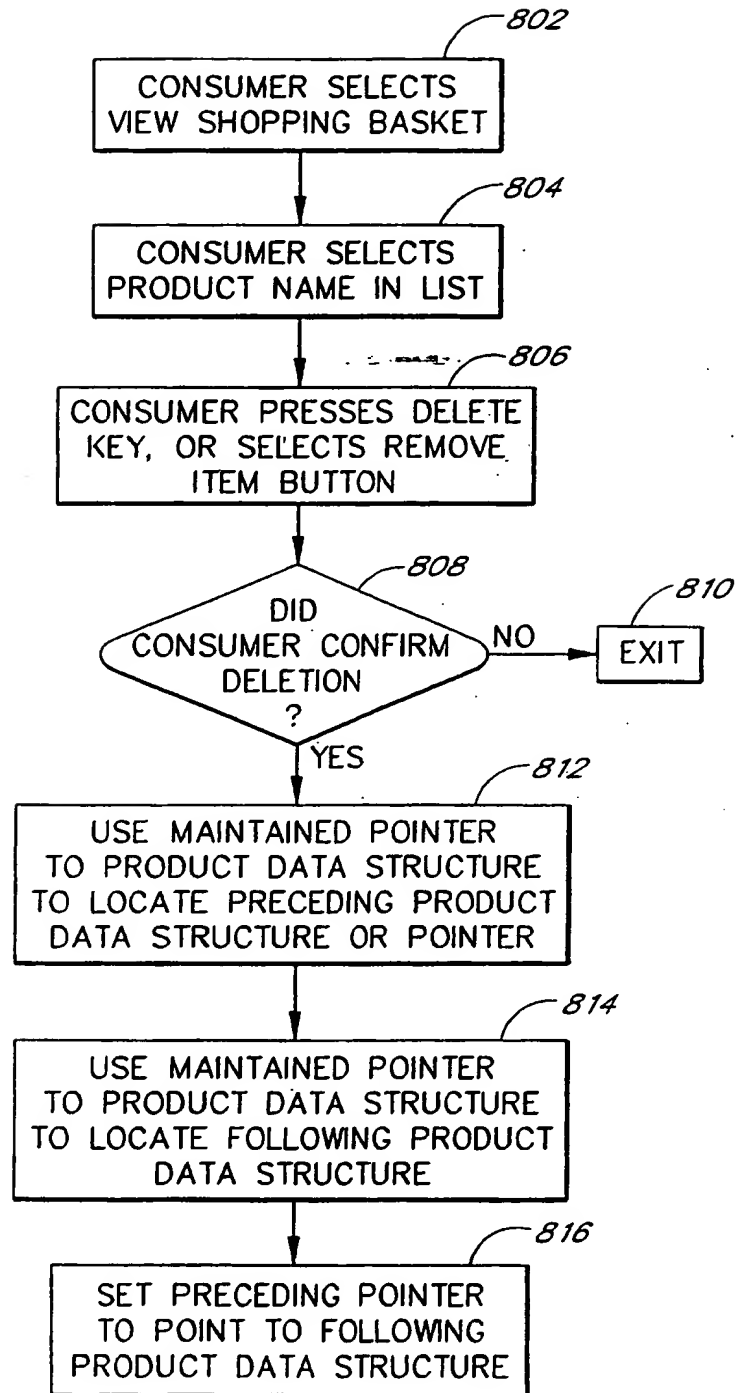 802
CONSUMER SELECTS
VIEW SHOPPING BASKET
804
CONSUMER SELECTS
PRODUCT NAME IN LIST
806
CONSUMER PRESSES DELETE
KEY, OR SELECTS REMOVE
ITEM BUTTON
808
DID
CONSUMER CONFIRM
DELETION
?
NO
810
EXIT
YES
812
USE MAINTAINED POINTER
TO PRODUCT DATA STRUCTURE
TO LOCATE PRECEDING PRODUCT
DATA STRUCTURE OR POINTER
814
USE MAINTAINED POINTER
TO PRODUCT DATA STRUCTURE
TO LOCATE FOLLOWING PRODUCT
DATA STRUCTURE
816
SET PRECEDING POINTER
TO POINT TO FOLLOWING
PRODUCT DATA STRUCTURE